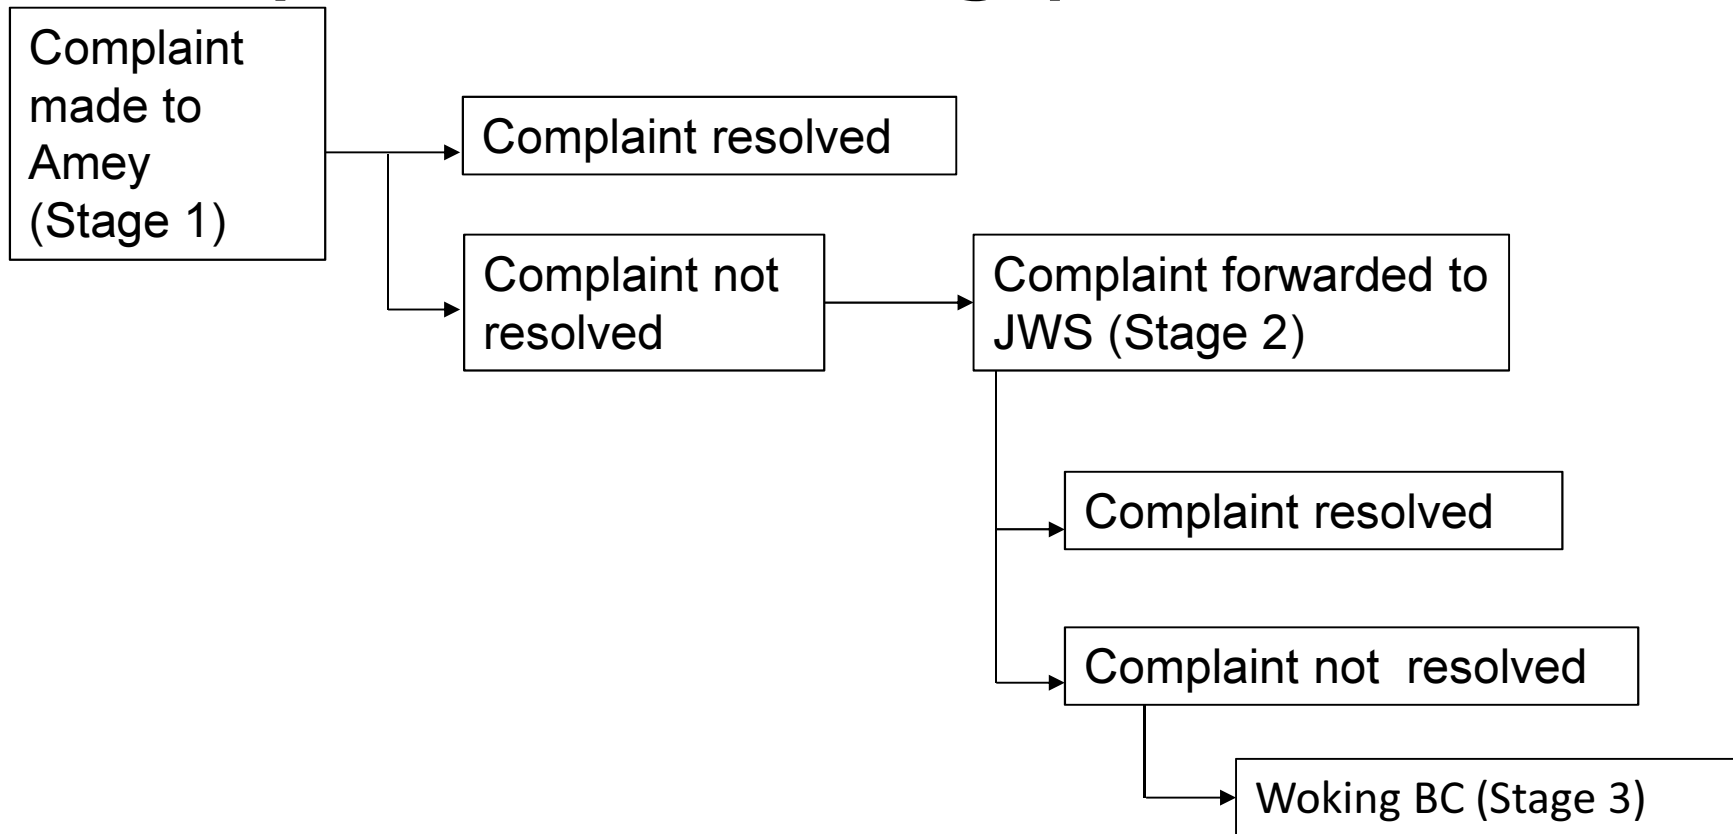 Complaint
made to
Amey
(Stage 1)
Complaint resolved
Complaint not
resolved
Complaint forwarded to
JWS (Stage 2)
Complaint resolved
Complaint not  resolved
Woking BC (Stage 3)